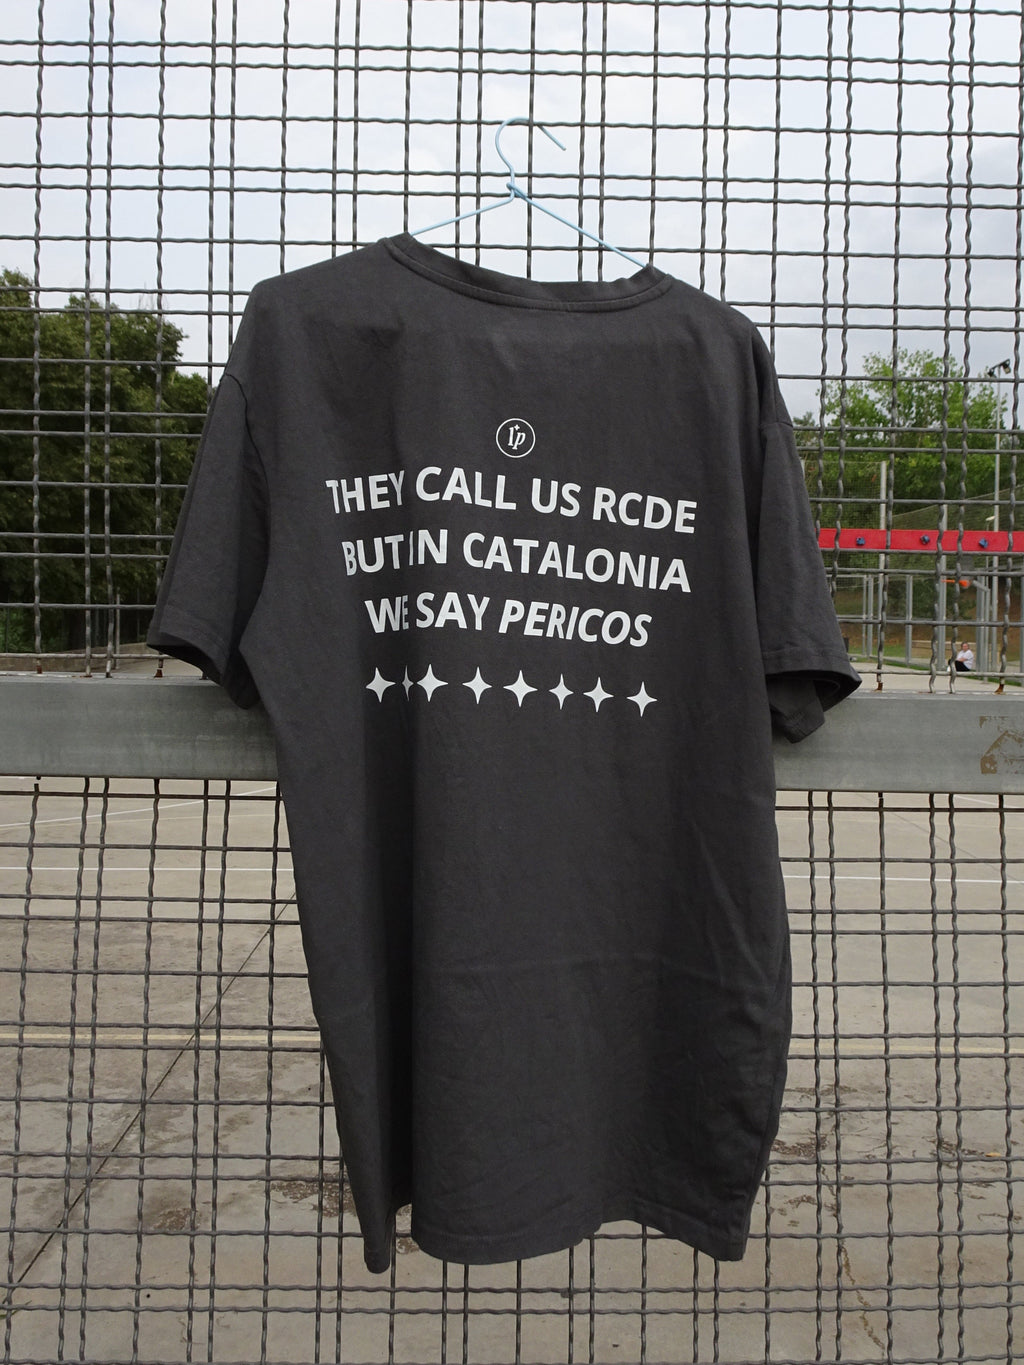 THEY CALL US RCDE
BUT IN CATALONIA
WE SAY PERICOS